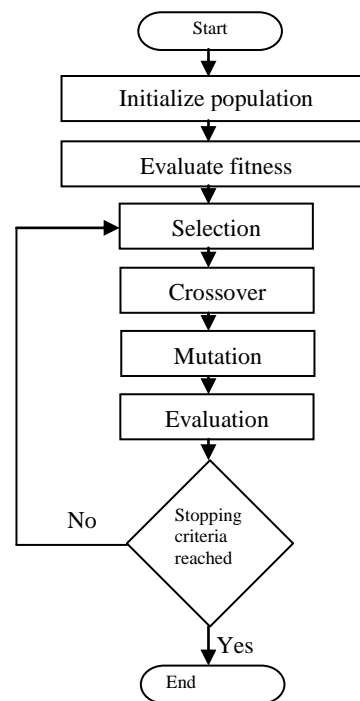 Start
Initialize population
Evaluate fitness
Selection
Crossover
Mutation
Evaluation
Stopping
criteria
reached
No
Yes
End